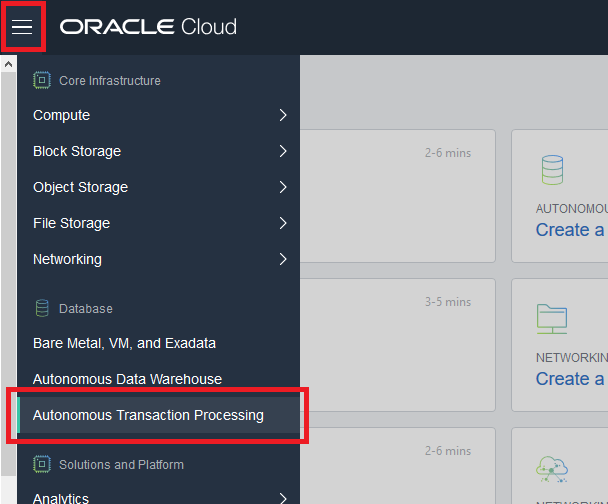 ORACLE Cloud
Core Infrastructure
Compute
Block Storage
Object Storage
File Storage
Networking
Database
Bare Metal, VM, and Exadata
Autonomous Data Warehouse
Autonomous Transaction Processing
Solutions and Platform
Analytics
2-6 mins
AUTONOMOU
Create a
3-5 mins
NETWORKIN
Create a
2-6 mins